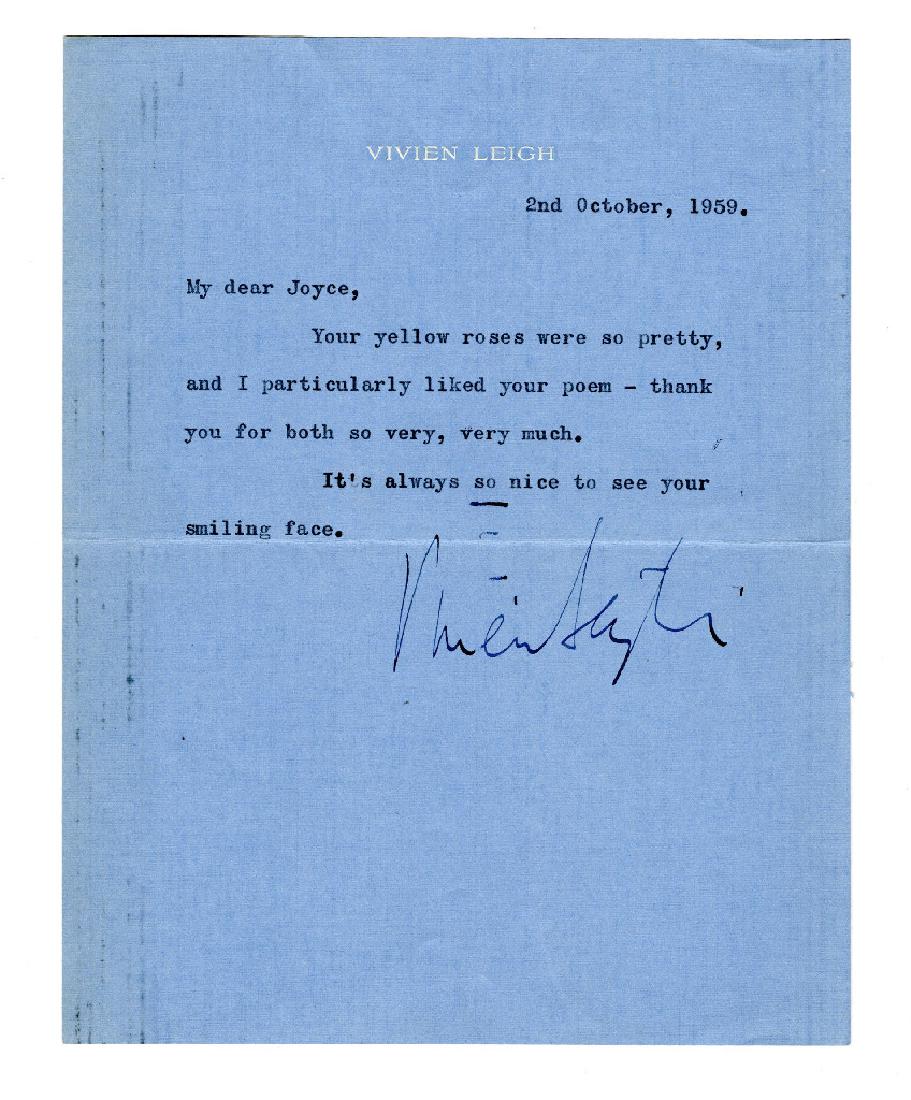 VIVIEN LEIGH
2nd October, 1959.
My dear Joyce,
Your yellow roses were so pretty,
and I particularly liked your poem - thank
you for both so very, very much.
It's always so nice to see your
smiling face.
Vivien Leigh